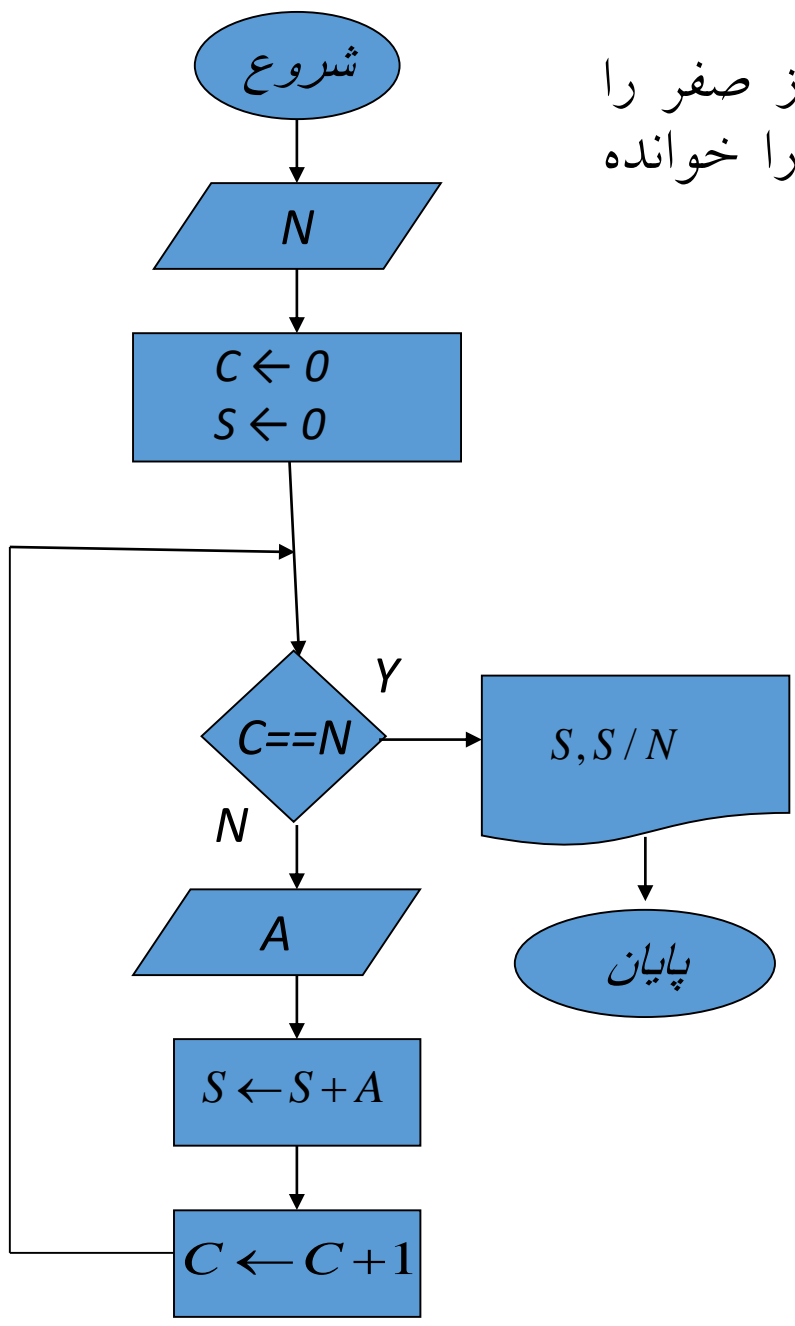 ز صفر را
را خوانده
شروع
N
C ← 0
S ← 0
C==N
Y
S, S / N
N
A
پایان
S ← S + A
C ← C + 1